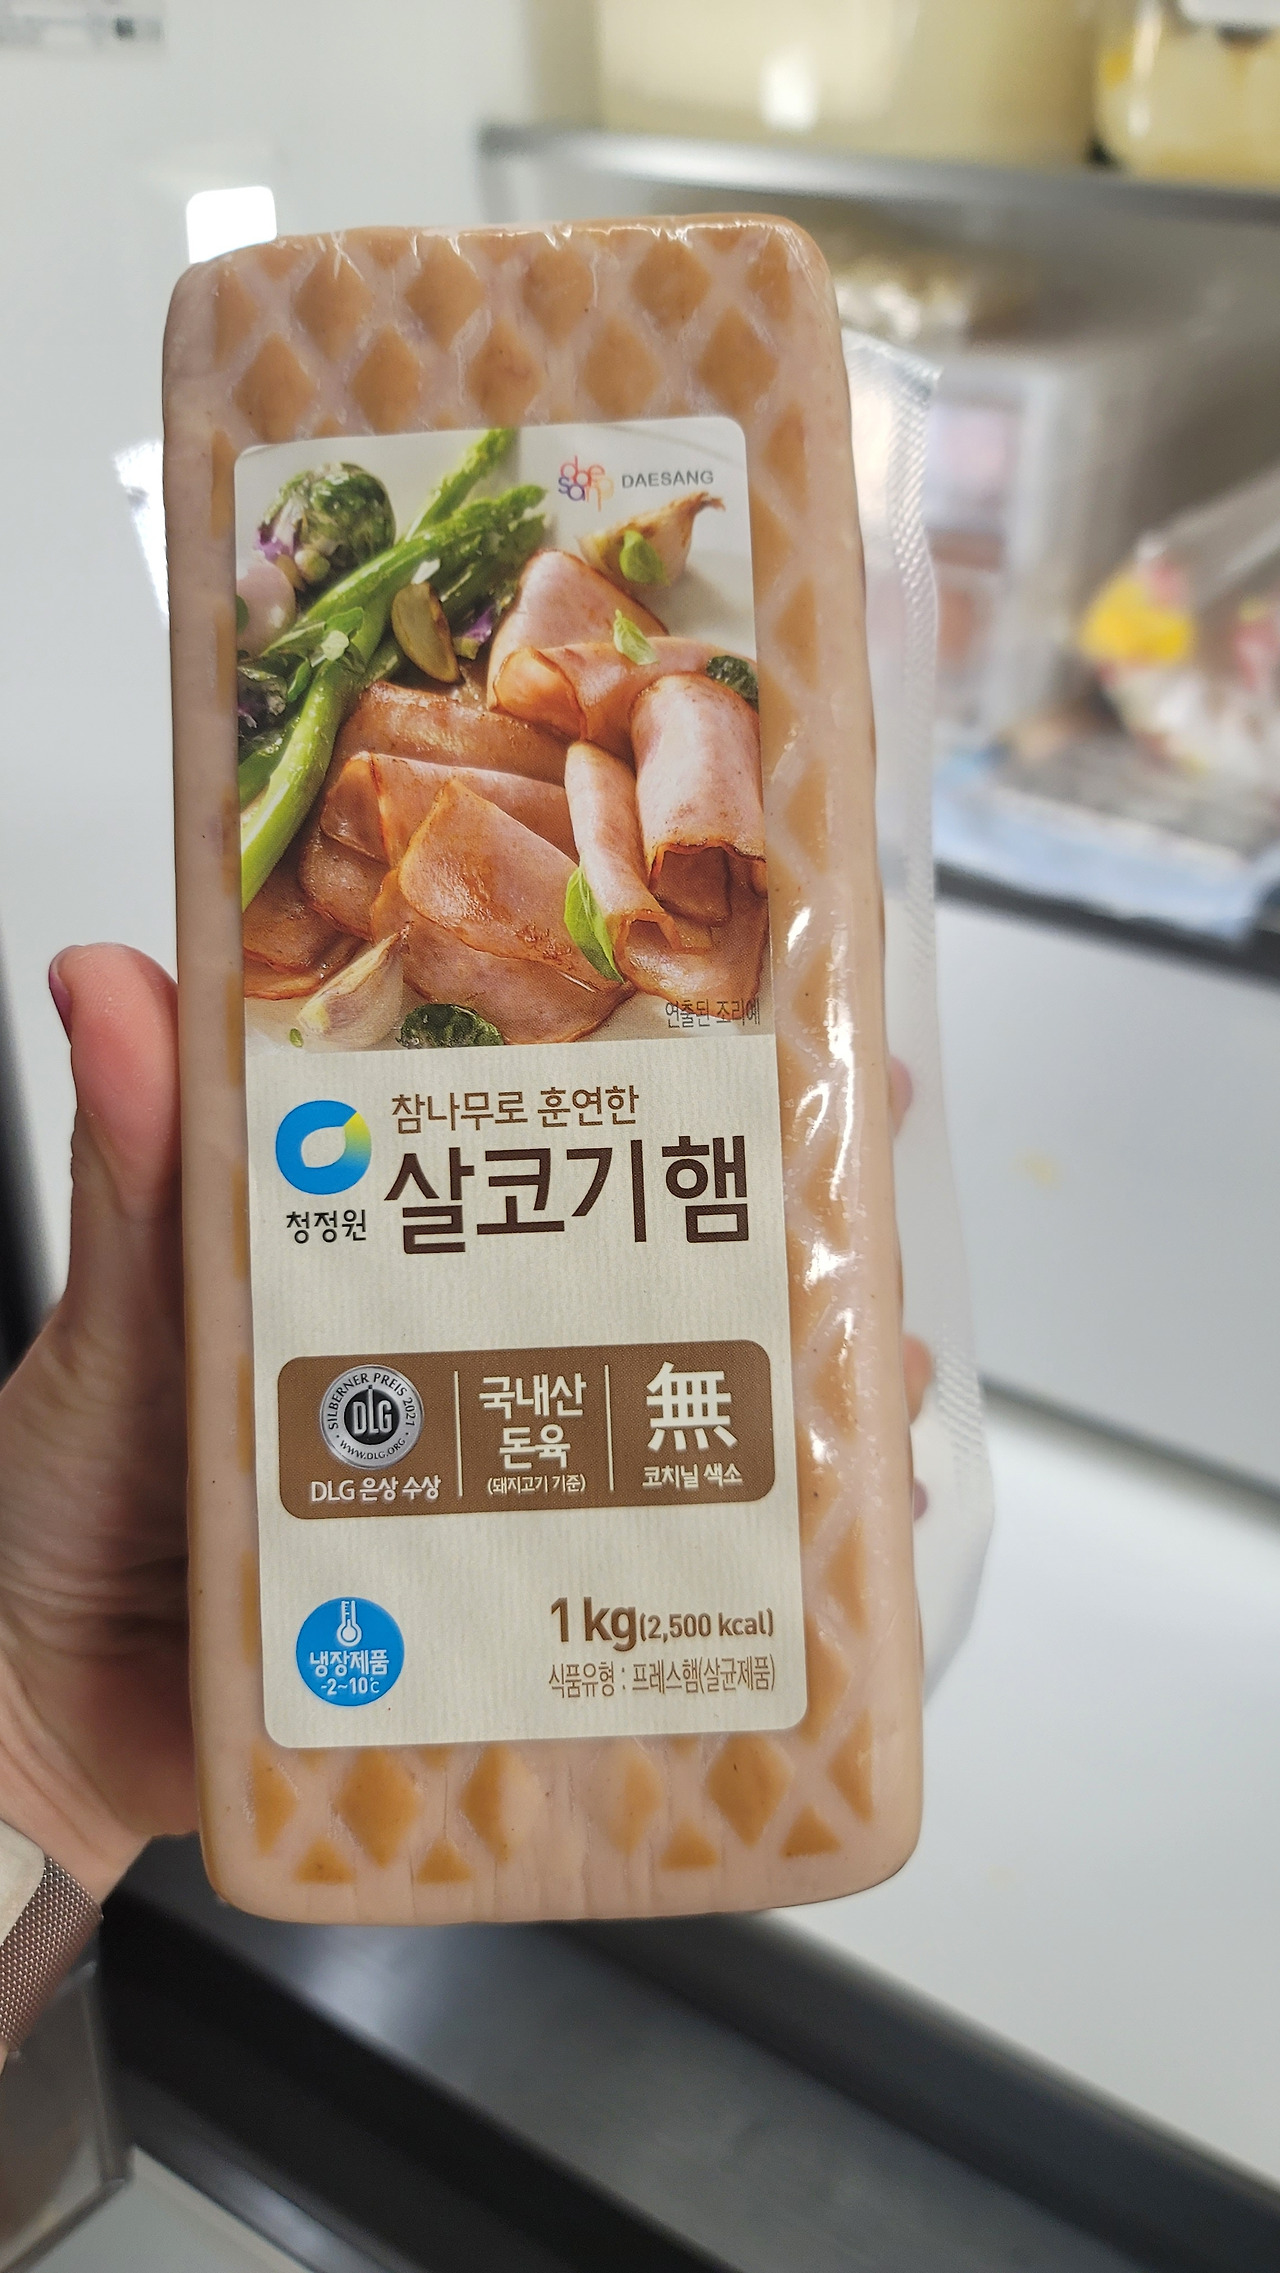 daesang DAESANG
연출된 조리예
참나무로 훈연한
살코기햄
청정원
SILBERNER PREIS 2021
DLG
WWW.DLG.ORG
DLG 은상 수상
국내산
돈육
(돼지고기 기준)
無
코치닐 색소
냉장제품
-2~10℃
1kg(2,500 kcal)
식품유형 : 프레스햄(살균제품)